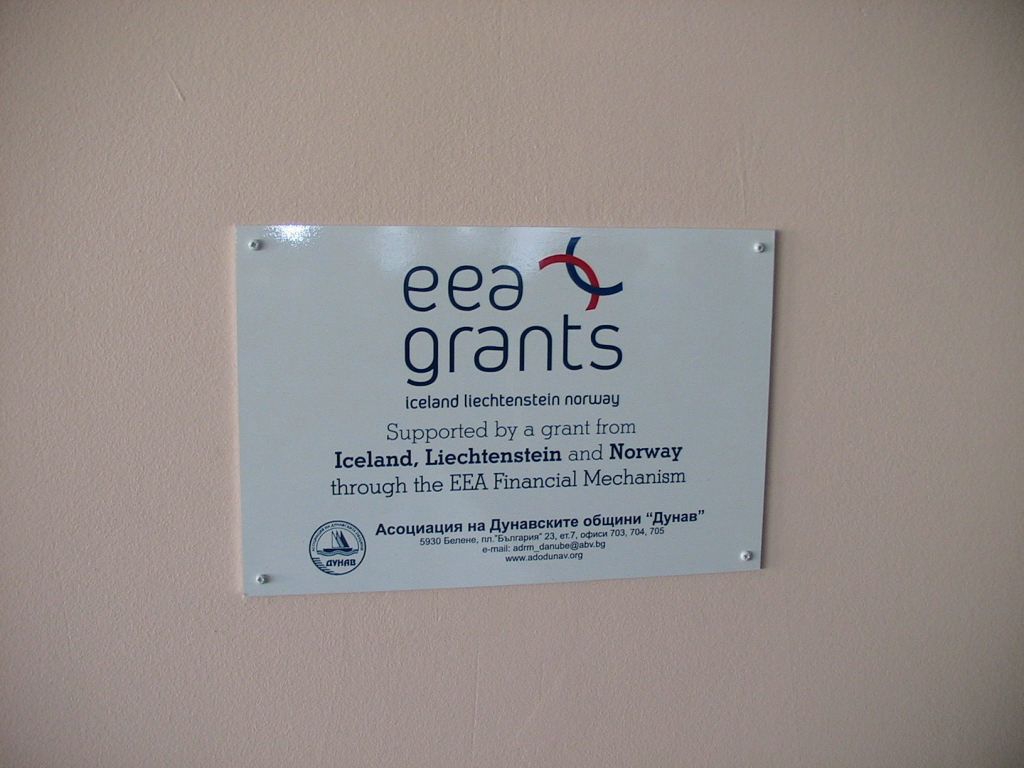 eea
grants
iceland liechtenstein norway
Supported by a grant from
Iceland, Liechtenstein and Norway
through the EEA Financial Mechanism
Асоциация на Дунавските общини “Дунав”
5930 Белене, пл."България" 23, ет.7, офиси 703, 704, 705
e-mail: adrm_danube@abv.bg
www.adodunav.org
ДУНАВ